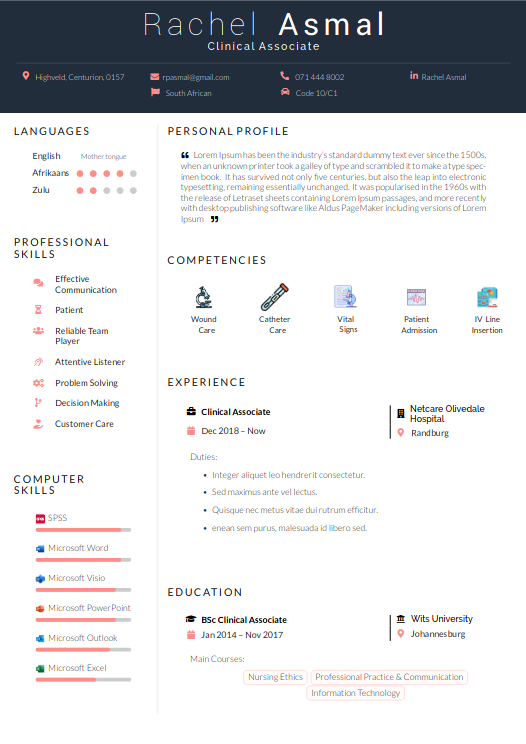 Rachel Asmal
Clinical Associate
Highveld, Centurion, 0157
rpasmal@gmail.com
071 444 8002
in Rachel Asmal
South African
Code 10/C1
LANGUAGES
English Mother tongue
Afrikaans
Zulu
PROFESSIONAL
SKILLS
Effective
Communication
Patient
Reliable Team
Player
Attentive Listener
Problem Solving
Decision Making
Customer Care
COMPUTER
SKILLS
SPSS
Microsoft Word
Microsoft Visio
Microsoft PowerPoint
Microsoft Outlook
Microsoft Excel
PERSONAL PROFILE
“ Lorem Ipsum has been the industry's standard dummy text ever since the 1500s,
when an unknown printer took a galley of type and scrambled it to make a type spec-
imen book. It has survived not only five centuries, but also the leap into electronic
typesetting, remaining essentially unchanged. It was popularised in the 1960s with
the release of Letraset sheets containing Lorem Ipsum passages, and more recently
with desktop publishing software like Aldus PageMaker including versions of Lorem
Ipsum ”
COMPETENCIES
Wound
Care
Catheter
Care
Vital
Signs
Patient
Admission
IV Line
Insertion
EXPERIENCE
Clinical Associate
Dec 2018 – Now
Netcare Olivedale
Hospital
Randburg
Duties:
• Integer aliquet leo hendrerit consectetur.
• Sed maximus ante vel lectus.
• Quisque nec metus vitae dui rutrum efficitur.
• enean sem purus, malesuada id libero sed.
EDUCATION
BSc Clinical Associate
Jan 2014 – Nov 2017
Wits University
Johannesburg
Main Courses:
Nursing Ethics
Professional Practice & Communication
Information Technology